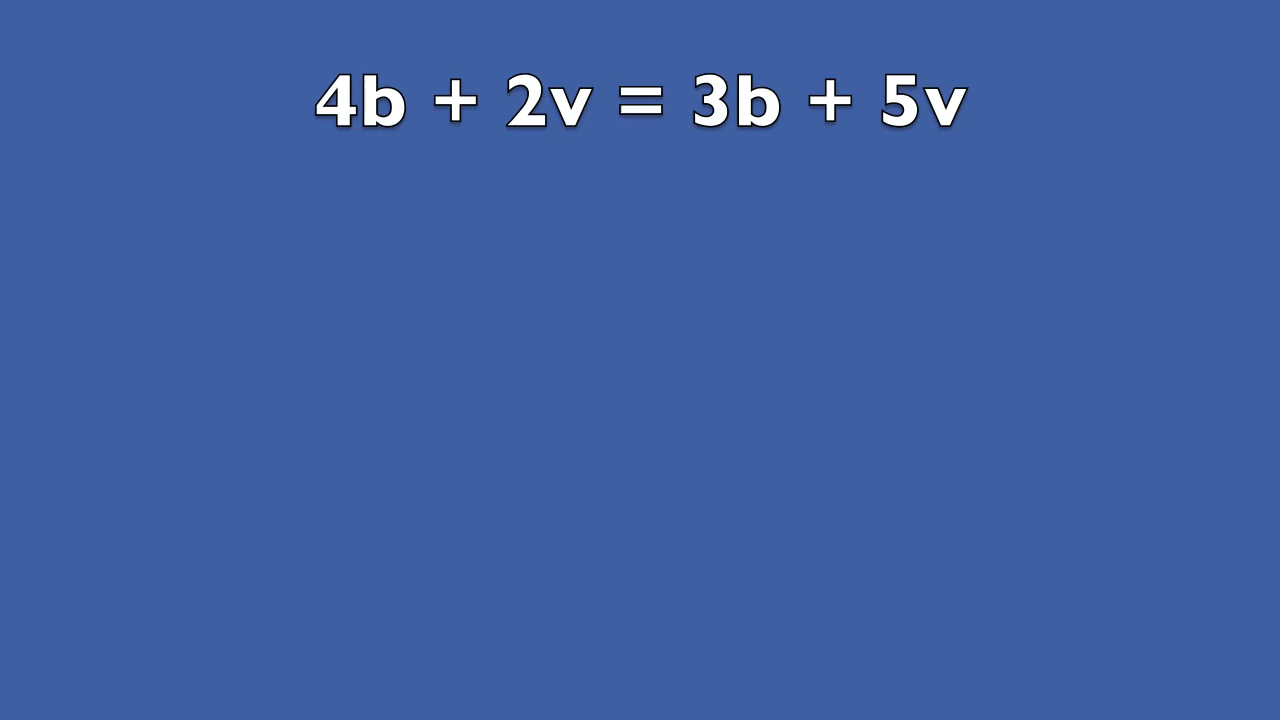 4b + 2v = 3b + 5v